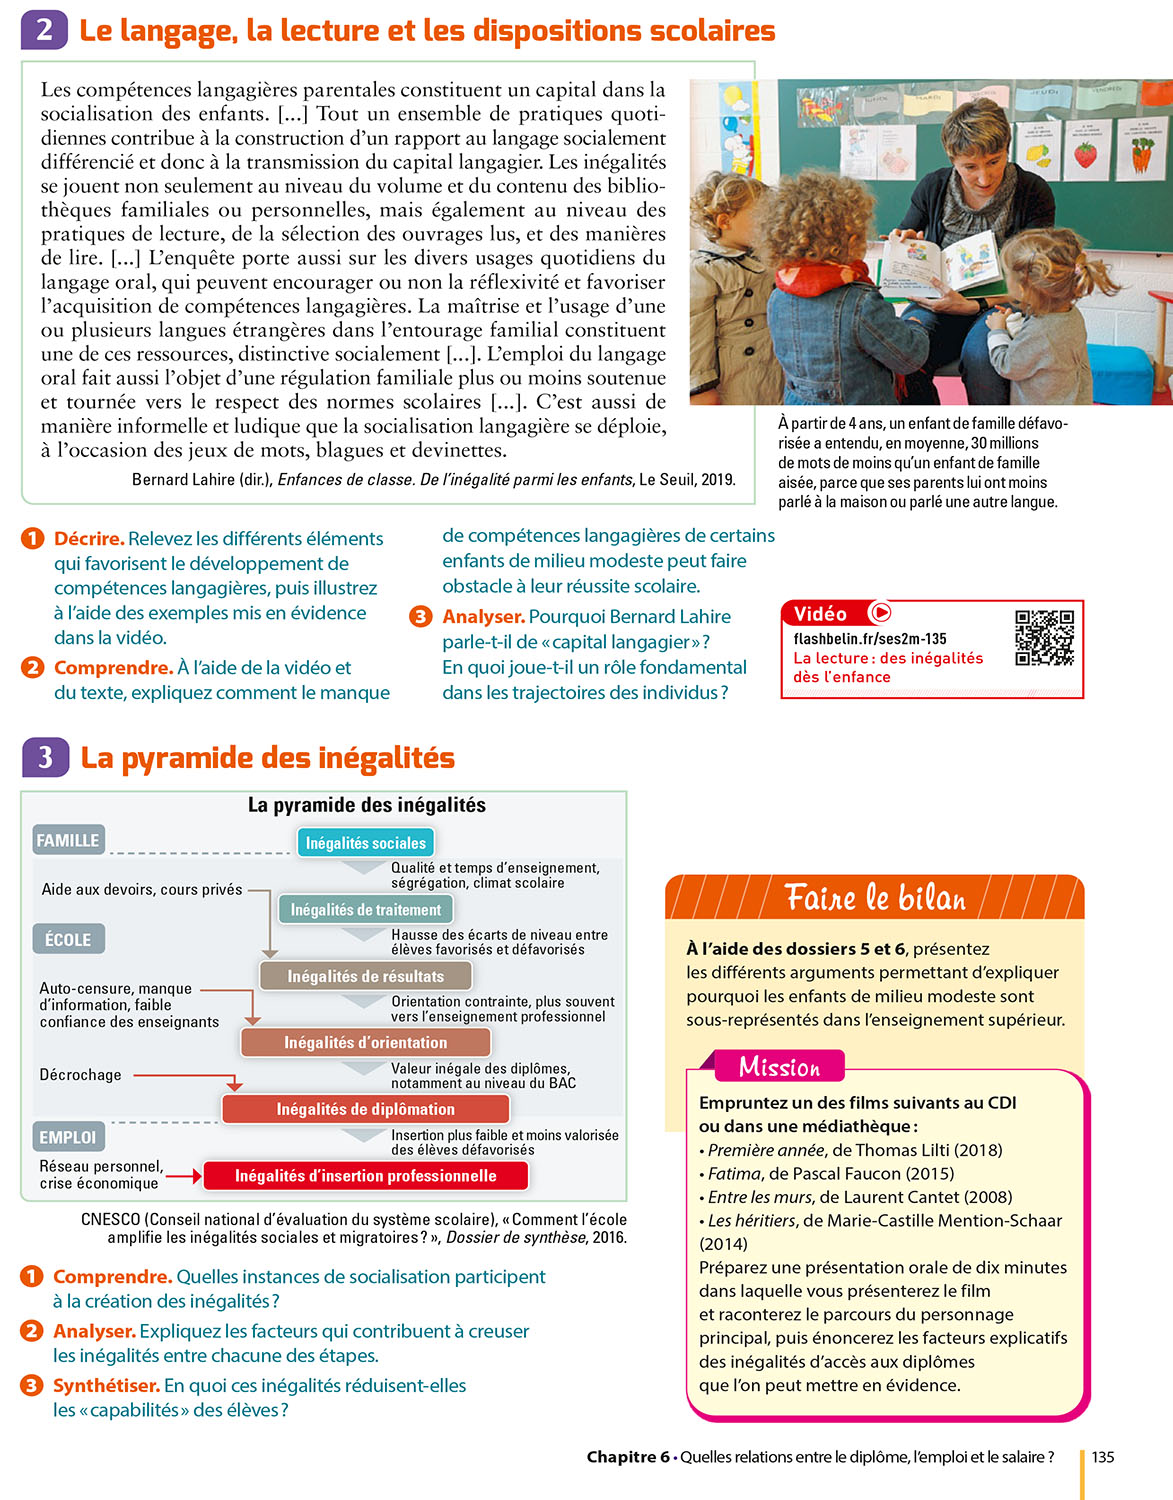 2 Le langage, la lecture et les dispositions scolaires
Les compétences langagières parentales constituent un capital dans la
socialisation des enfants. [...] Tout un ensemble de pratiques quoti-
diennes contribue à la construction d’un rapport au langage socialement
différencié et donc à la transmission du capital langagier. Les inégalités
se jouent non seulement au niveau du volume et du contenu des biblio-
thèques familiales ou personnelles, mais également au niveau des
pratiques de lecture, de la sélection des ouvrages lus, et des manières
de lire. [...] L’enquête porte aussi sur les divers usages quotidiens du
langage oral, qui peuvent encourager ou non la réflexivité et favoriser
l’acquisition de compétences langagières. La maîtrise et l’usage d’une
ou plusieurs langues étrangères dans l’entourage familial constituent
une de ces ressources, distinctive socialement [...]. L’emploi du langage
oral fait aussi l’objet d’une régulation familiale plus ou moins soutenue
et tournée vers le respect des normes scolaires [...]. C’est aussi de
manière informelle et ludique que la socialisation langagière se déploie,
à l’occasion des jeux de mots, blagues et devinettes.
Bernard Lahire (dir.), Enfances de classe. De l’inégalité parmi les enfants, Le Seuil, 2019.
JEUDI
MARDI
VENDREDI
À partir de 4 ans, un enfant de famille défavo-
risée a entendu, en moyenne, 30 millions
de mots de moins qu’un enfant de famille
aisée, parce que ses parents lui ont moins
parlé à la maison ou parlé une autre langue.
1 Décrire. Relevez les différents éléments
qui favorisent le développement de
compétences langagières, puis illustrez
à l’aide des exemples mis en évidence
dans la vidéo.
2 Comprendre. À l’aide de la vidéo et
du texte, expliquez comment le manque
de compétences langagières de certains
enfants de milieu modeste peut faire
obstacle à leur réussite scolaire.
3 Analyser. Pourquoi Bernard Lahire
parle-t-il de « capital langagier » ?
En quoi joue-t-il un rôle fondamental
dans les trajectoires des individus ?
Vidéo
flashbelin.fr/ses2m-135
La lecture : des inégalités
dès l’enfance
3 La pyramide des inégalités
La pyramide des inégalités
FAMILLE
Inégalités sociales
Qualité et temps d’enseignement,
ségrégation, climat scolaire
Aide aux devoirs, cours privés
Inégalités de traitement
ÉCOLE
Hausse des écarts de niveau entre
élèves favorisés et défavorisés
Inégalités de résultats
Auto-censure, manque
d’information, faible
confiance des enseignants
Orientation contrainte, plus souvent
vers l’enseignement professionnel
Inégalités d’orientation
Décrochage
Valeur inégale des diplômes,
notamment au niveau du BAC
Inégalités de diplômation
EMPLOI
Insertion plus faible et moins valorisée
des élèves défavorisés
Réseau personnel,
crise économique
Inégalités d’insertion professionnelle
CNESCO (Conseil national d’évaluation du système scolaire), « Comment l’école
amplifie les inégalités sociales et migratoires ? », Dossier de synthèse, 2016.
1 Comprendre. Quelles instances de socialisation participent
à la création des inégalités ?
2 Analyser. Expliquez les facteurs qui contribuent à creuser
les inégalités entre chacune des étapes.
3 Synthétiser. En quoi ces inégalités réduisent-elles
les « capabilités » des élèves ?
Faire le bilan
À l’aide des dossiers 5 et 6, présentez
les différents arguments permettant d’expliquer
pourquoi les enfants de milieu modeste sont
sous-représentés dans l’enseignement supérieur.
Mission
Empruntez un des films suivants au CDI
ou dans une médiathèque :
• Première année, de Thomas Lilti (2018)
• Fatima, de Pascal Faucon (2015)
• Entre les murs, de Laurent Cantet (2008)
• Les héritiers, de Marie-Castille Mention-Schaar
(2014)
Préparez une présentation orale de dix minutes
dans laquelle vous présenterez le film
et raconterez le parcours du personnage
principal, puis énoncerez les facteurs explicatifs
des inégalités d’accès aux diplômes
que l’on peut mettre en évidence.
Chapitre 6 • Quelles relations entre le diplôme, l’emploi et le salaire ? 135